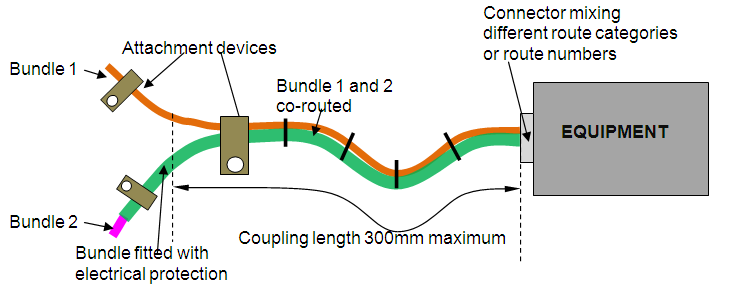 Connector mixing
different route categories
or route numbers
Attachment devices
Bundle 1
Bundle 1 and 2
co-routed
EQUIPMENT
Bundle 2
Coupling length 300mm maximum
Bundle fitted with
electrical protection